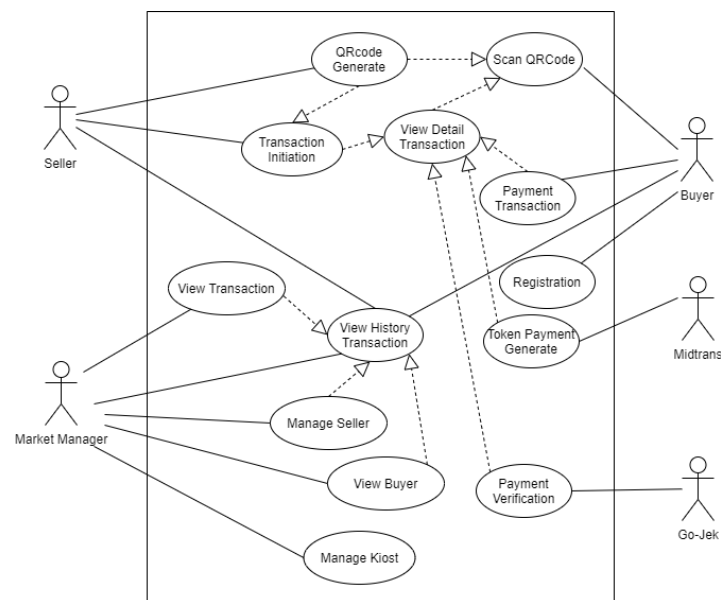 QRcode
Generate
Scan QRCode
Seller
Transaction
Initiation
View Detail
Transaction
Payment
Transaction
Buyer
View Transaction
Registration
View History
Transaction
Token Payment
Generate
Midtrans
Market Manager
Manage Seller
View Buyer
Payment
Verification
Go-Jek
Manage Kiost